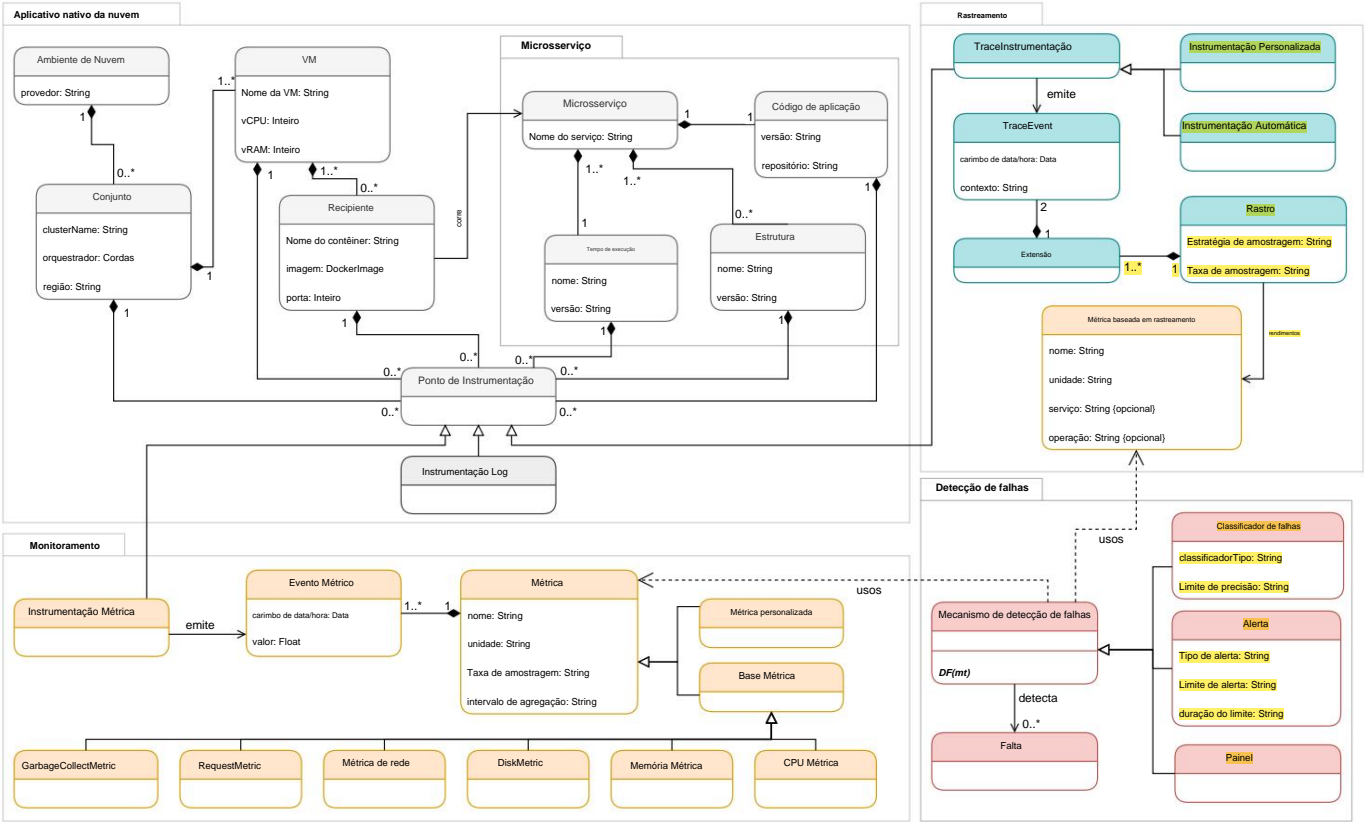 Aplicativo nativo da nuvem
Ambiente de Nuvem
provedor: String
1
0..*
Conjunto
clusterName: String
orquestrador: Cordas
região: String
1
1
1..*
VM
Nome da VM: String
vCPU: Inteiro
vRAM: Inteiro
1
1..*
0..*
Recipiente
Nome do contêiner: String
imagem: DockerImage
porta: Inteiro
1
corre
Microsserviço
Microsserviço
Nome do serviço: String
1
1
1..*
1..*
Código de aplicação
versão: String
repositório: String
1
1
Tempo de execução
nome: String
versão: String
1
0..*
Estrutura
nome: String
versão: String
1
0..*
0..*
0..*
0..*
0..*
0..*
Ponto de Instrumentação
Instrumentação Log
Rastreamento
TraceInstrumentação
Instrumentação Personalizada
Instrumentação Automática
emite
TraceEvent
carimbo de data/hora: Data
contexto: String
2
1
Extensão
1..*
1
Rastro
Estratégia de amostragem: String
Taxa de amostragem: String
rendimentos
Métrica baseada em rastreamento
nome: String
unidade: String
serviço: String {opcional}
operação: String {opcional}
Monitoramento
Instrumentação Métrica
emite
Evento Métrico
carimbo de data/hora: Data
valor: Float
1..*
1
Métrica
nome: String
unidade: String
Taxa de amostragem: String
intervalo de agregação: String
usos
Métrica personalizada
Base Métrica
GarbageCollectMetric
RequestMetric
Métrica de rede
DiskMetric
Memória Métrica
CPU Métrica
Detecção de falhas
usos
Mecanismo de detecção de falhas
DF(mt)
detecta
0..*
Falta
Classificador de falhas
classificadorTipo: String
Limite de precisão: String
Alerta
Tipo de alerta: String
Limite de alerta: String
duração do limite: String
Painel